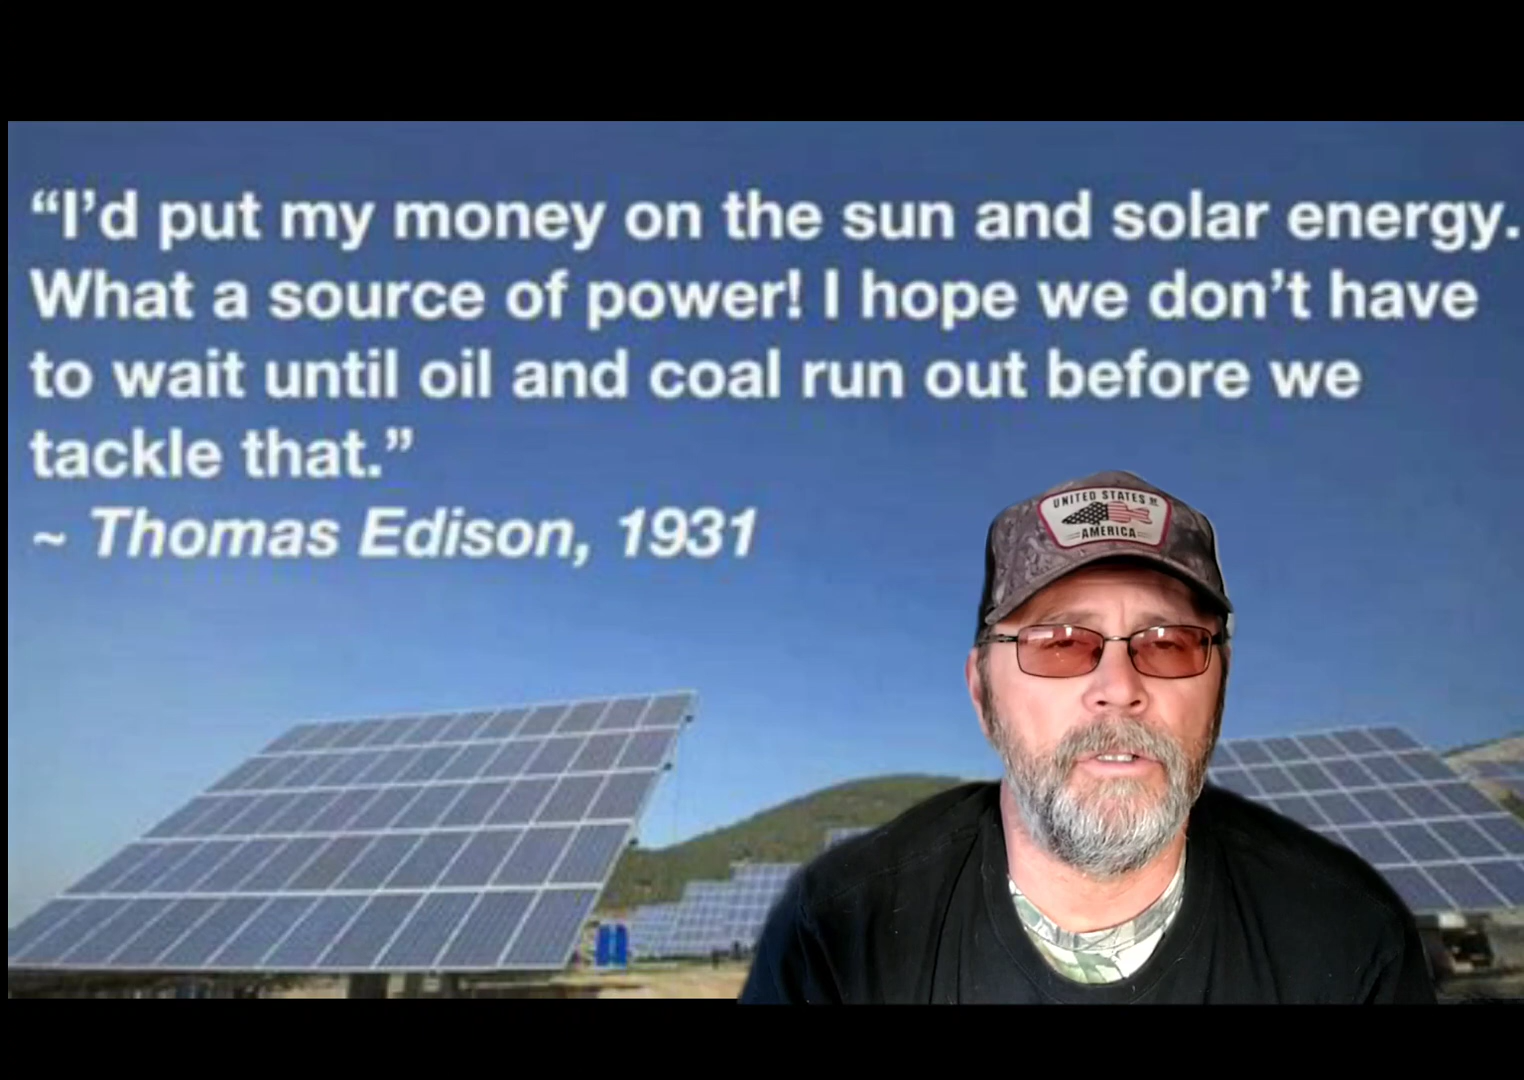 “I’d put my money on the sun and solar energy.
What a source of power! I hope we don’t have
to wait until oil and coal run out before we
tackle that.”
~ Thomas Edison, 1931
UNITED STATES OF
AMERICA